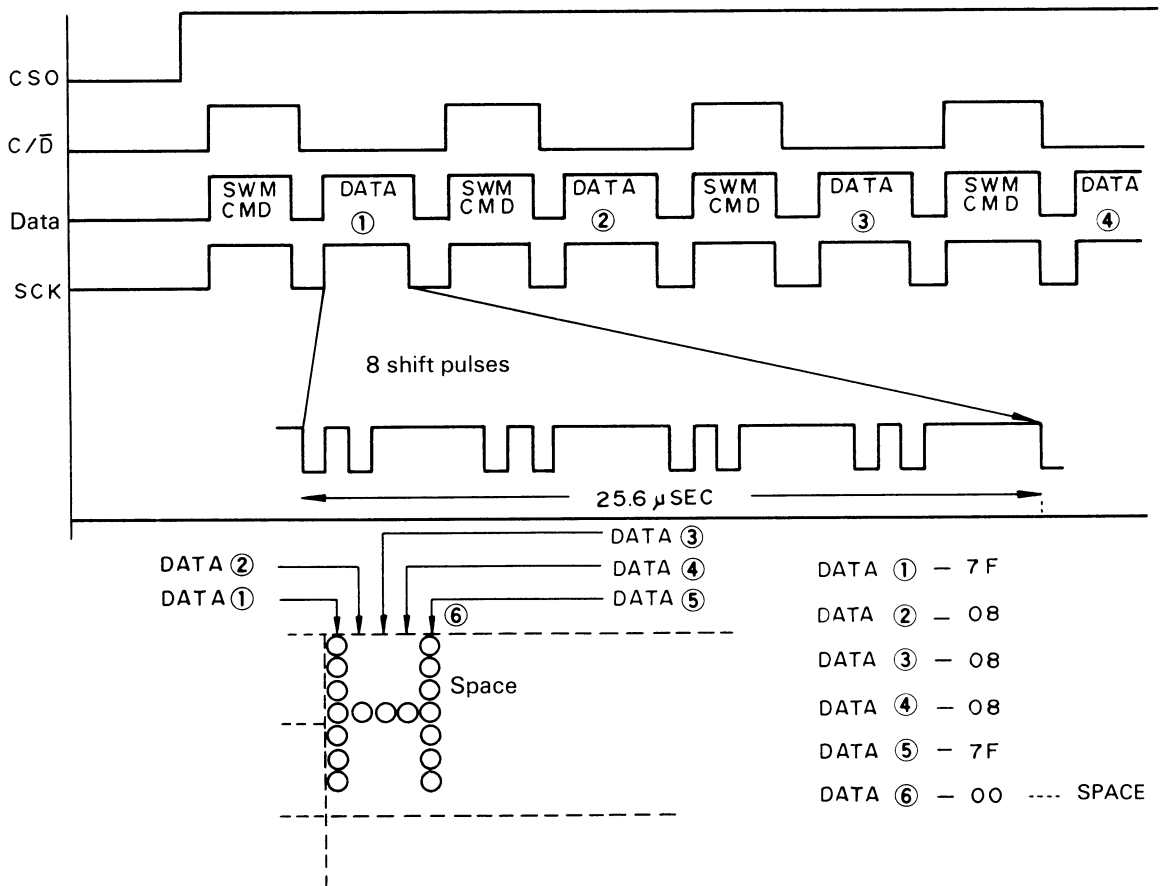 CSO
C/D̅
Data
SWM CMD
DATA ①
SWM CMD
DATA ②
SWM CMD
DATA ③
SWM CMD
DATA ④
SCK
8 shift pulses
25.6 μSEC
DATA ③
DATA ②
DATA ④
DATA ①
DATA ⑤
⑥
Space
DATA ① – 7F
DATA ② – 08
DATA ③ – 08
DATA ④ – 08
DATA ⑤ – 7F
DATA ⑥ – 00 ---- SPACE